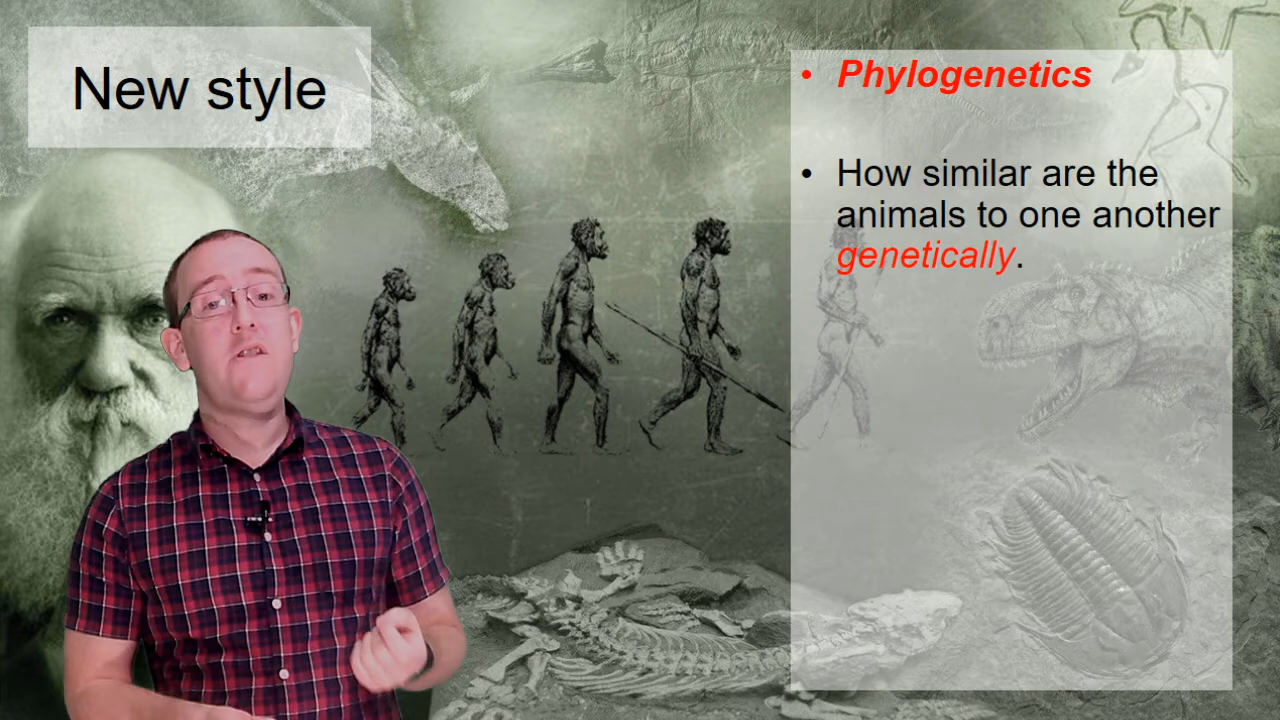 New style
• Phylogenetics
• How similar are the
animals to one another
genetically.